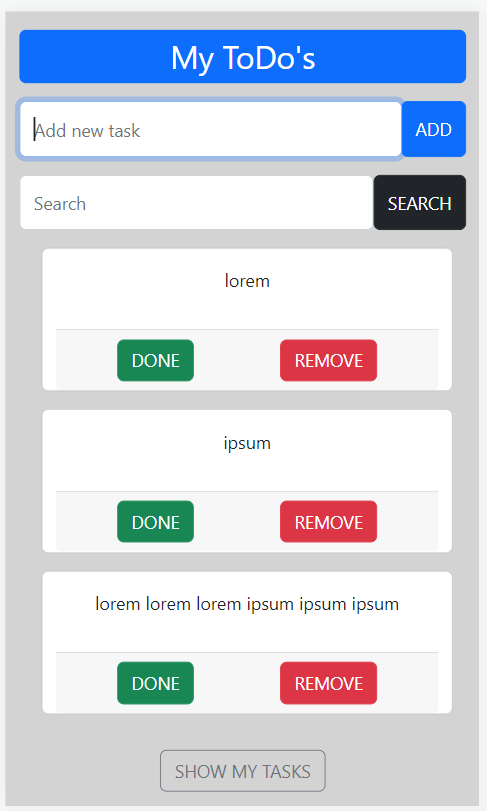 My ToDo's
Add new task
ADD
Search
SEARCH
lorem
DONE REMOVE
ipsum
DONE REMOVE
lorem lorem lorem ipsum ipsum ipsum
DONE REMOVE
SHOW MY TASKS